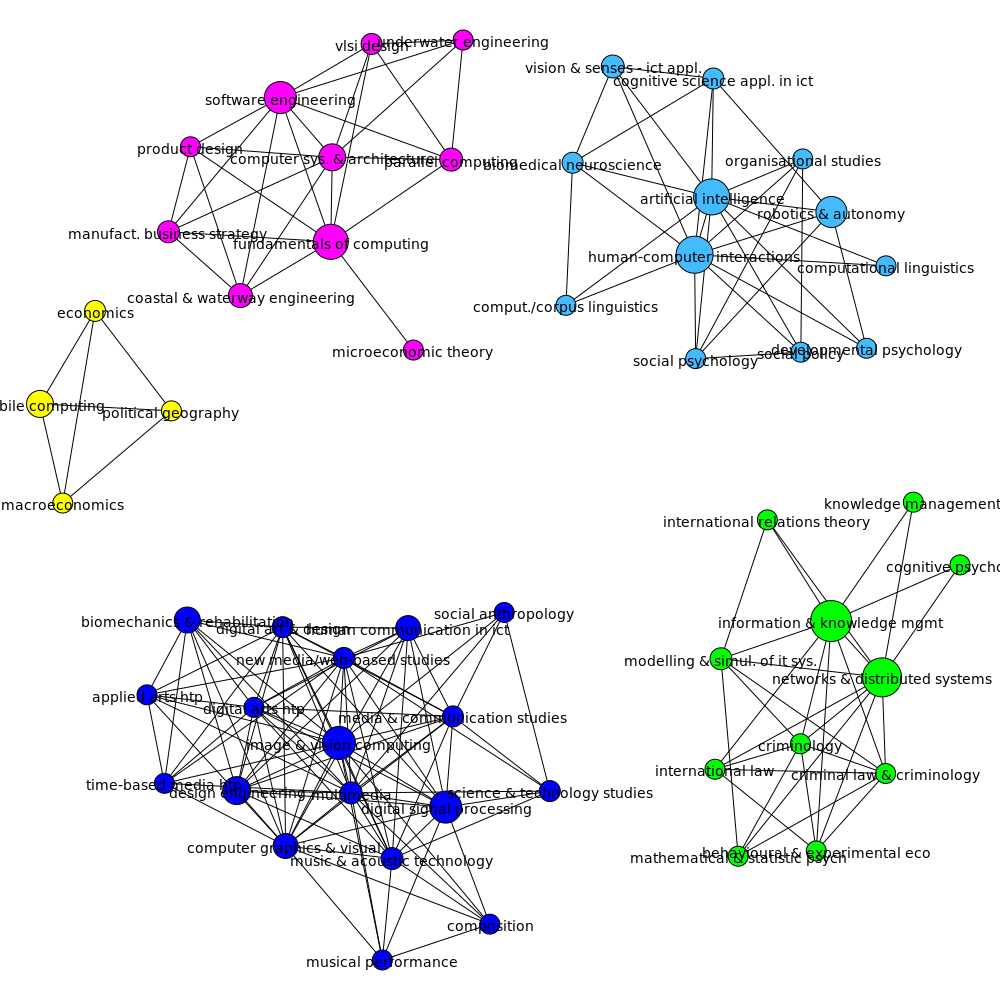 underwater engineering
vlsi design
vision & senses - ict appl.
cognitive science appl. in ict
software engineering
product design
computer sys. & architecture
parallel computing
biomedical neuroscience
organisational studies
artificial intelligence
robotics & autonomy
manufact. business strategy
fundamentals of computing
human-computer interactions
computational linguistics
coastal & waterway engineering
comput./corpus linguistics
economics
microeconomic theory
social psychology
social policy
developmental psychology
bile computing
political geography
macroeconomics
knowledge management
international relations theory
cognitive psycho
social anthropology
biomechanics & rehabilitation
digital art & design
human communication in ict
information & knowledge mgmt
new media/web-based studies
modelling & simul. of it sys.
networks & distributed systems
applied arts htp
digital arts htp
media & communication studies
image & vision computing
criminology
international law
criminal law & criminology
time-based media htp
design engineering
multimedia
science & technology studies
digital signal processing
computer graphics & visual
music & acoustic technology
behavioural & experimental eco
mathematical & statistic psych
composition
musical performance